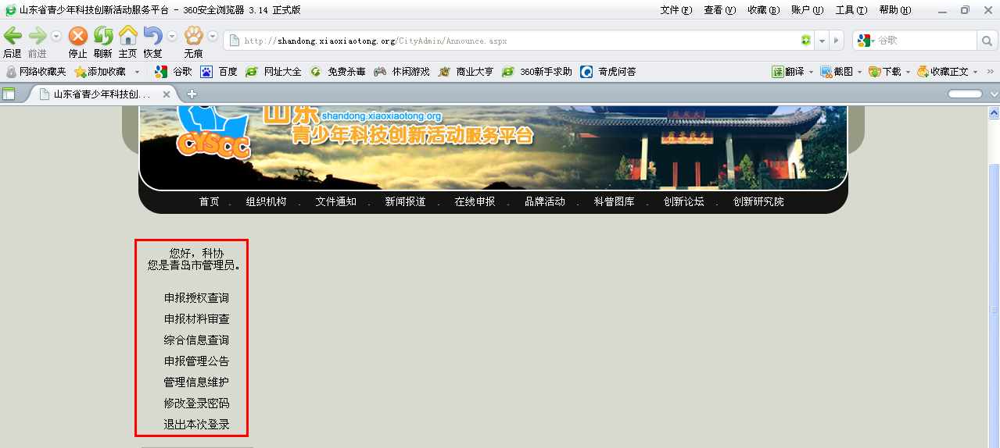 山东省青少年科技创新活动服务平台 - 360安全浏览器 3.14 正式版
文件(F) 查看(V) 收藏(B) 账户(U) 工具(T) 帮助(H)
http://shandong.xiaoxiaotong.org/CityAdmin/Announce.aspx
谷歌
后退 前进 停止 刷新 主页 恢复 无痕
网络收藏夹 添加收藏 谷歌 百度 网址大全 免费杀毒 休闲游戏 商业大亨 360新手求助 奇虎问答 译 翻译 截图 下载 收藏正文
山东省青少年科技创...
山东 shandong.xiaoxiaotong.org
青少年科技创新活动服务平台
CYSCC
首页 . 组织机构 . 文件通知 . 新闻报道 . 在线申报 . 品牌活动 . 科普图库 . 创新论坛 . 创新研究院
您好，科协
您是青岛市管理员。
申报授权查询
申报材料审查
综合信息查询
申报管理公告
管理信息维护
修改登录密码
退出本次登录